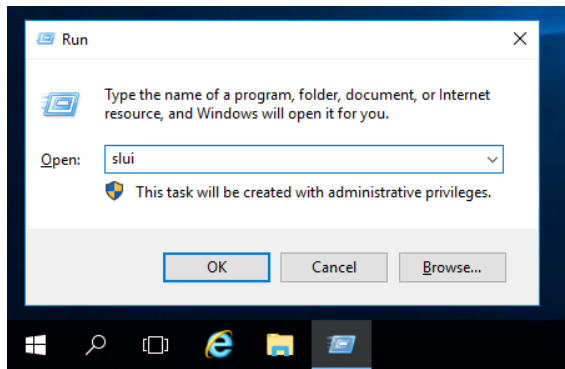 Run
Type the name of a program, folder, document, or Internet
resource, and Windows will open it for you.
Open: slui
This task will be created with administrative privileges.
OK Cancel Browse...